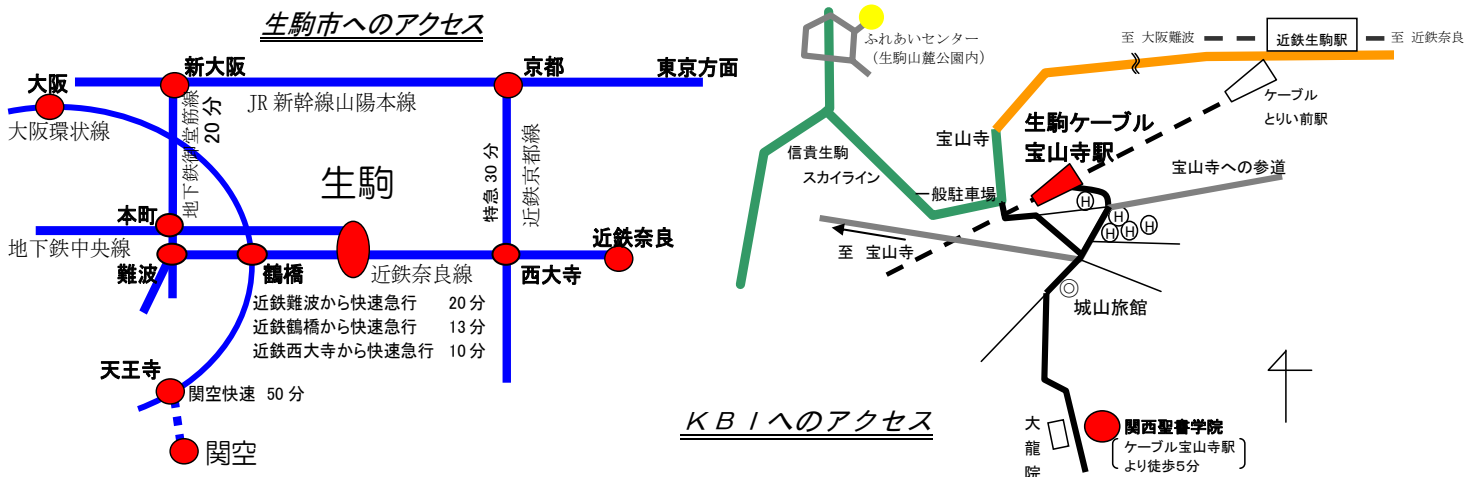 生駒市へのアクセス
大阪
新大阪
京都
東京方面
JR 新幹線山陽本線
大阪環状線
地下鉄御堂筋線
20 分
特急 30 分
近鉄京都線
生駒
本町
地下鉄中央線
難波
鶴橋
近鉄奈良線
西大寺
近鉄奈良
近鉄難波から快速急行 20 分
近鉄鶴橋から快速急行 13 分
近鉄西大寺から快速急行 10 分
天王寺
関空快速 50 分
関空
ふれあいセンター
（生駒山麓公園内）
至 大阪難波
近鉄生駒駅
至 近鉄奈良
ケーブル
とりい前駅
生駒ケーブル
宝山寺駅
宝山寺
信貴生駒
スカイライン
一般駐車場
宝山寺への参道
H
H
H
H
H
至 宝山寺
城山旅館
ＫＢＩへのアクセス
大龍院
関西聖書学院
ケーブル宝山寺駅
より徒歩5分